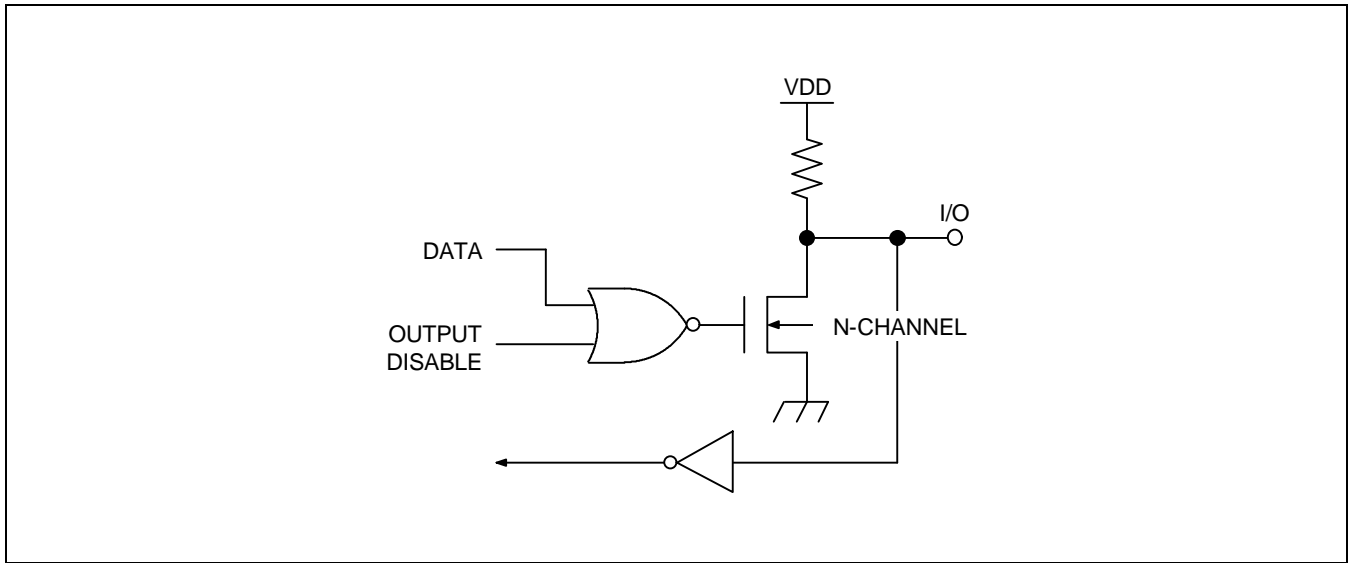 VDD
I/O
DATA
N-CHANNEL
OUTPUT
DISABLE